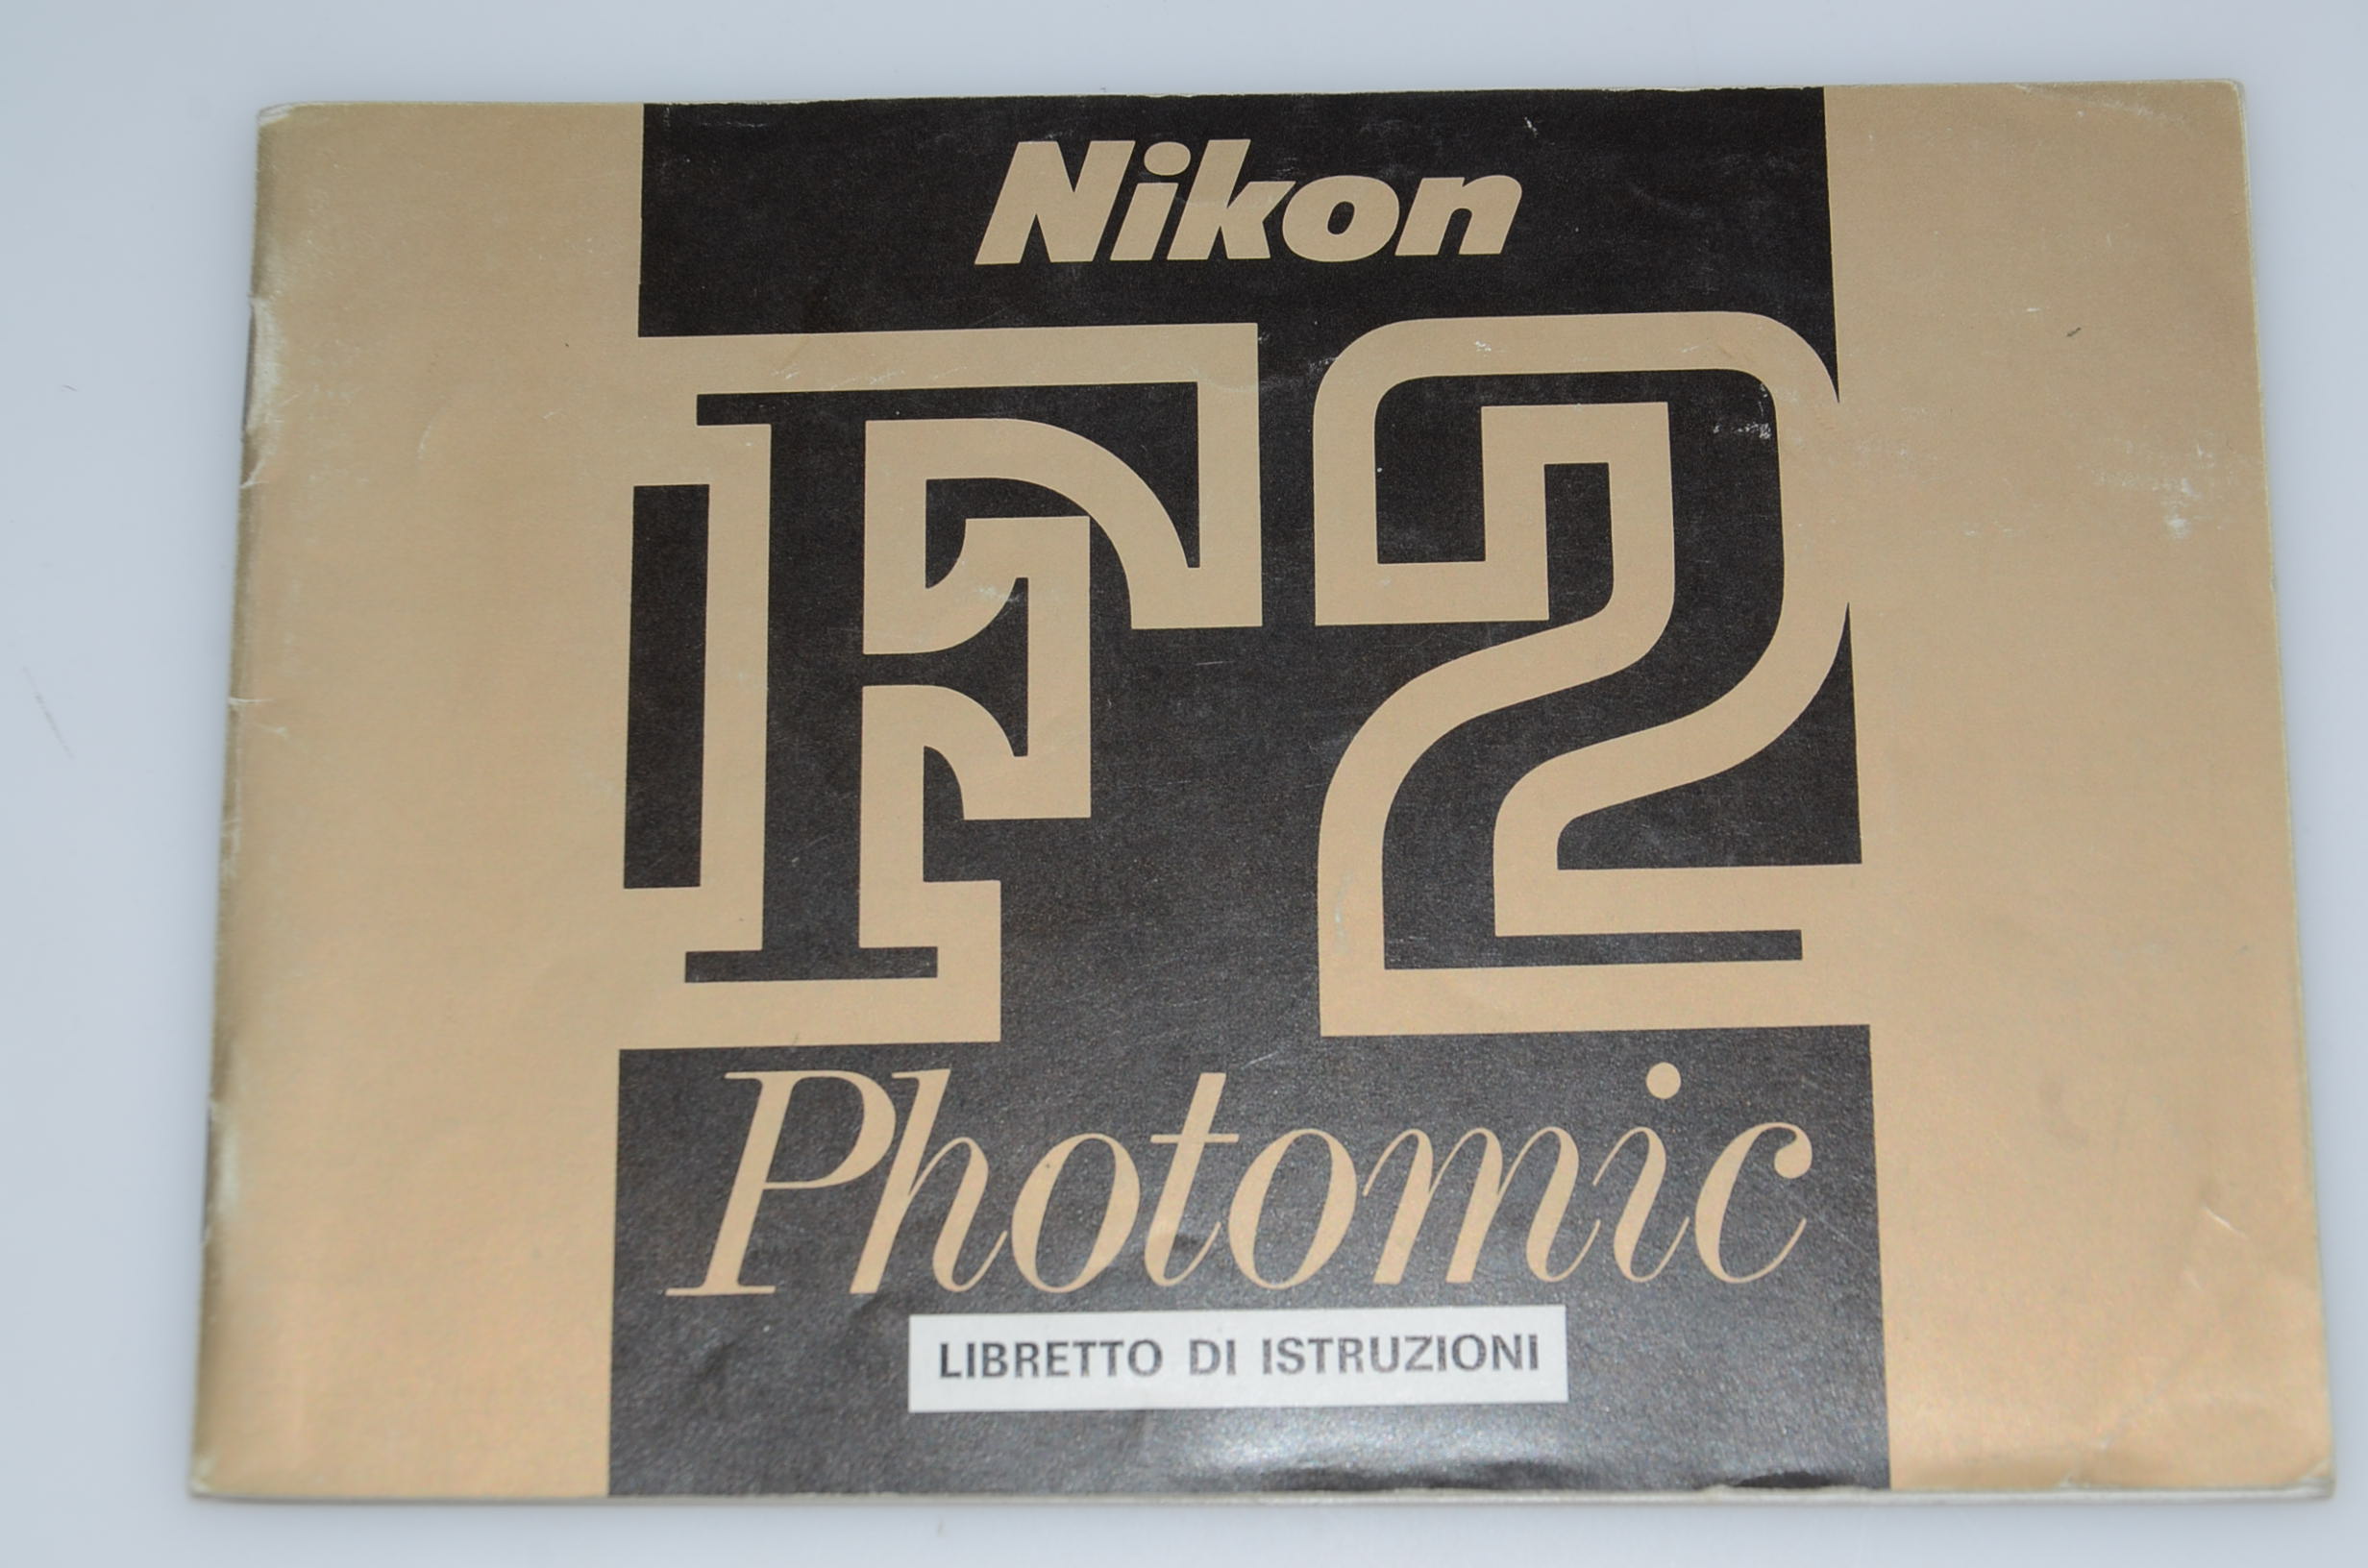 Nikon
F2
Photomic
LIBRETTO DI ISTRUZIONI